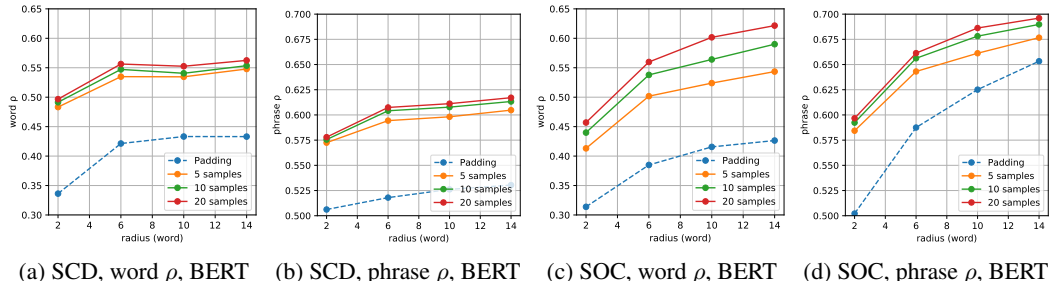 0.65
0.60
0.55
0.50
0.45
0.40
0.35
0.30
word ρ
2 4 6 8 10 12 14
radius (word)
Padding
5 samples
10 samples
20 samples
(a) SCD, word ρ, BERT
0.700
0.675
0.650
0.625
0.600
0.575
0.550
0.525
0.500
phrase ρ
2 4 6 8 10 12 14
radius (word)
Padding
5 samples
10 samples
20 samples
(b) SCD, phrase ρ, BERT
0.65
0.60
0.55
0.50
0.45
0.40
0.35
0.30
word ρ
2 4 6 8 10 12 14
radius (word)
Padding
5 samples
10 samples
20 samples
(c) SOC, word ρ, BERT
0.700
0.675
0.650
0.625
0.600
0.575
0.550
0.525
0.500
phrase ρ
2 4 6 8 10 12 14
radius (word)
Padding
5 samples
10 samples
20 samples
(d) SOC, phrase ρ, BERT